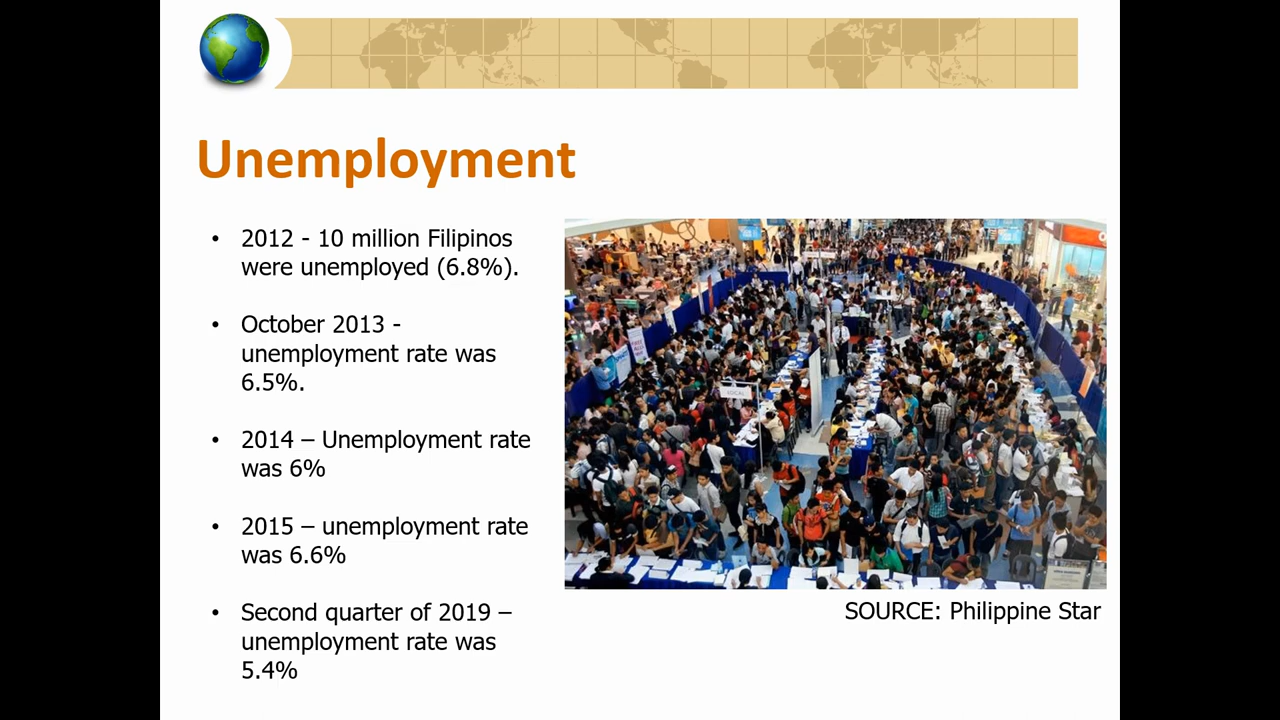 Unemployment
• 2012 - 10 million Filipinos
were unemployed (6.8%).
• October 2013 -
unemployment rate was
6.5%.
• 2014 – Unemployment rate
was 6%
• 2015 – unemployment rate
was 6.6%
• Second quarter of 2019 –
unemployment rate was
5.4%
LOCAL
SOURCE: Philippine Star